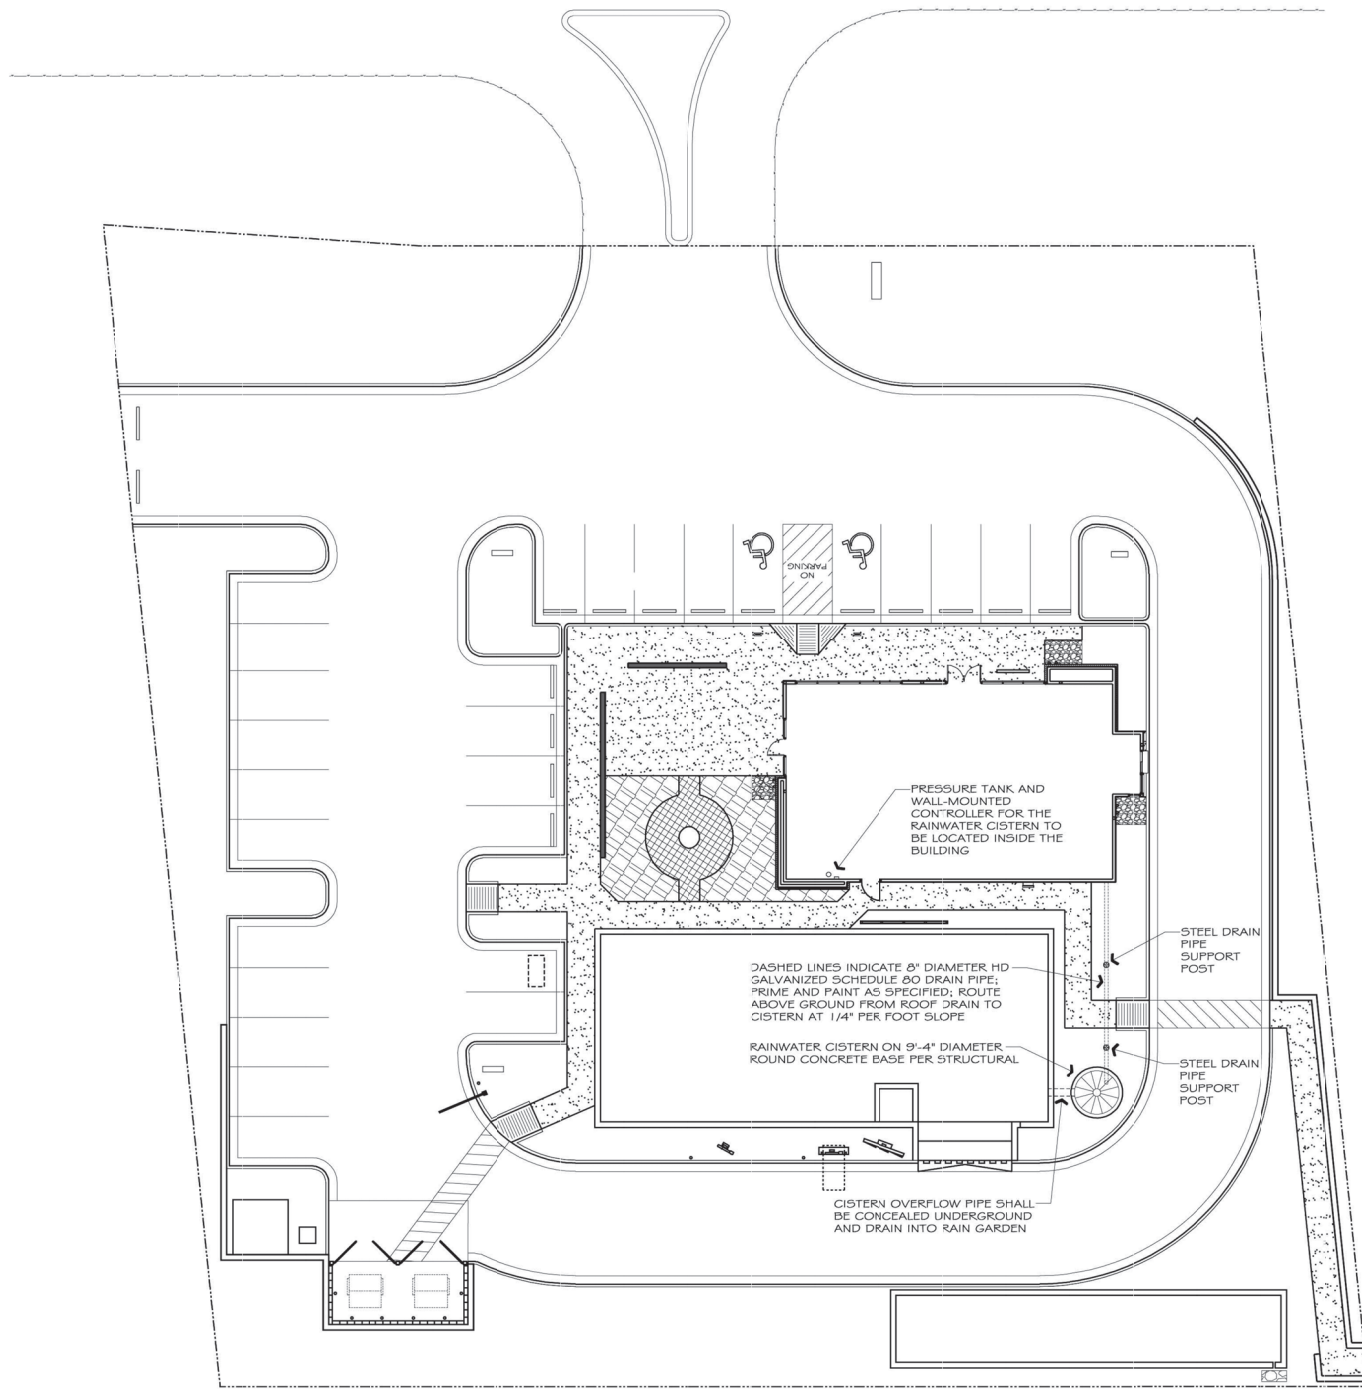 NO
PARKING
PRESSURE TANK AND
WALL-MOUNTED
CONTROLLER FOR THE
RAINWATER CISTERN TO
BE LOCATED INSIDE THE
BUILDING
STEEL DRAIN
PIPE
SUPPORT
POST
DASHED LINES INDICATE 8" DIAMETER HD
GALVANIZED SCHEDULE 80 DRAIN PIPE;
PRIME AND PAINT AS SPECIFIED; ROUTE
ABOVE GROUND FROM ROOF DRAIN TO
CISTERN AT 1/4" PER FOOT SLOPE
RAINWATER CISTERN ON 9'-4" DIAMETER
ROUND CONCRETE BASE PER STRUCTURAL
STEEL DRAIN
PIPE
SUPPORT
POST
CISTERN OVERFLOW PIPE SHALL
BE CONCEALED UNDERGROUND
AND DRAIN INTO RAIN GARDEN